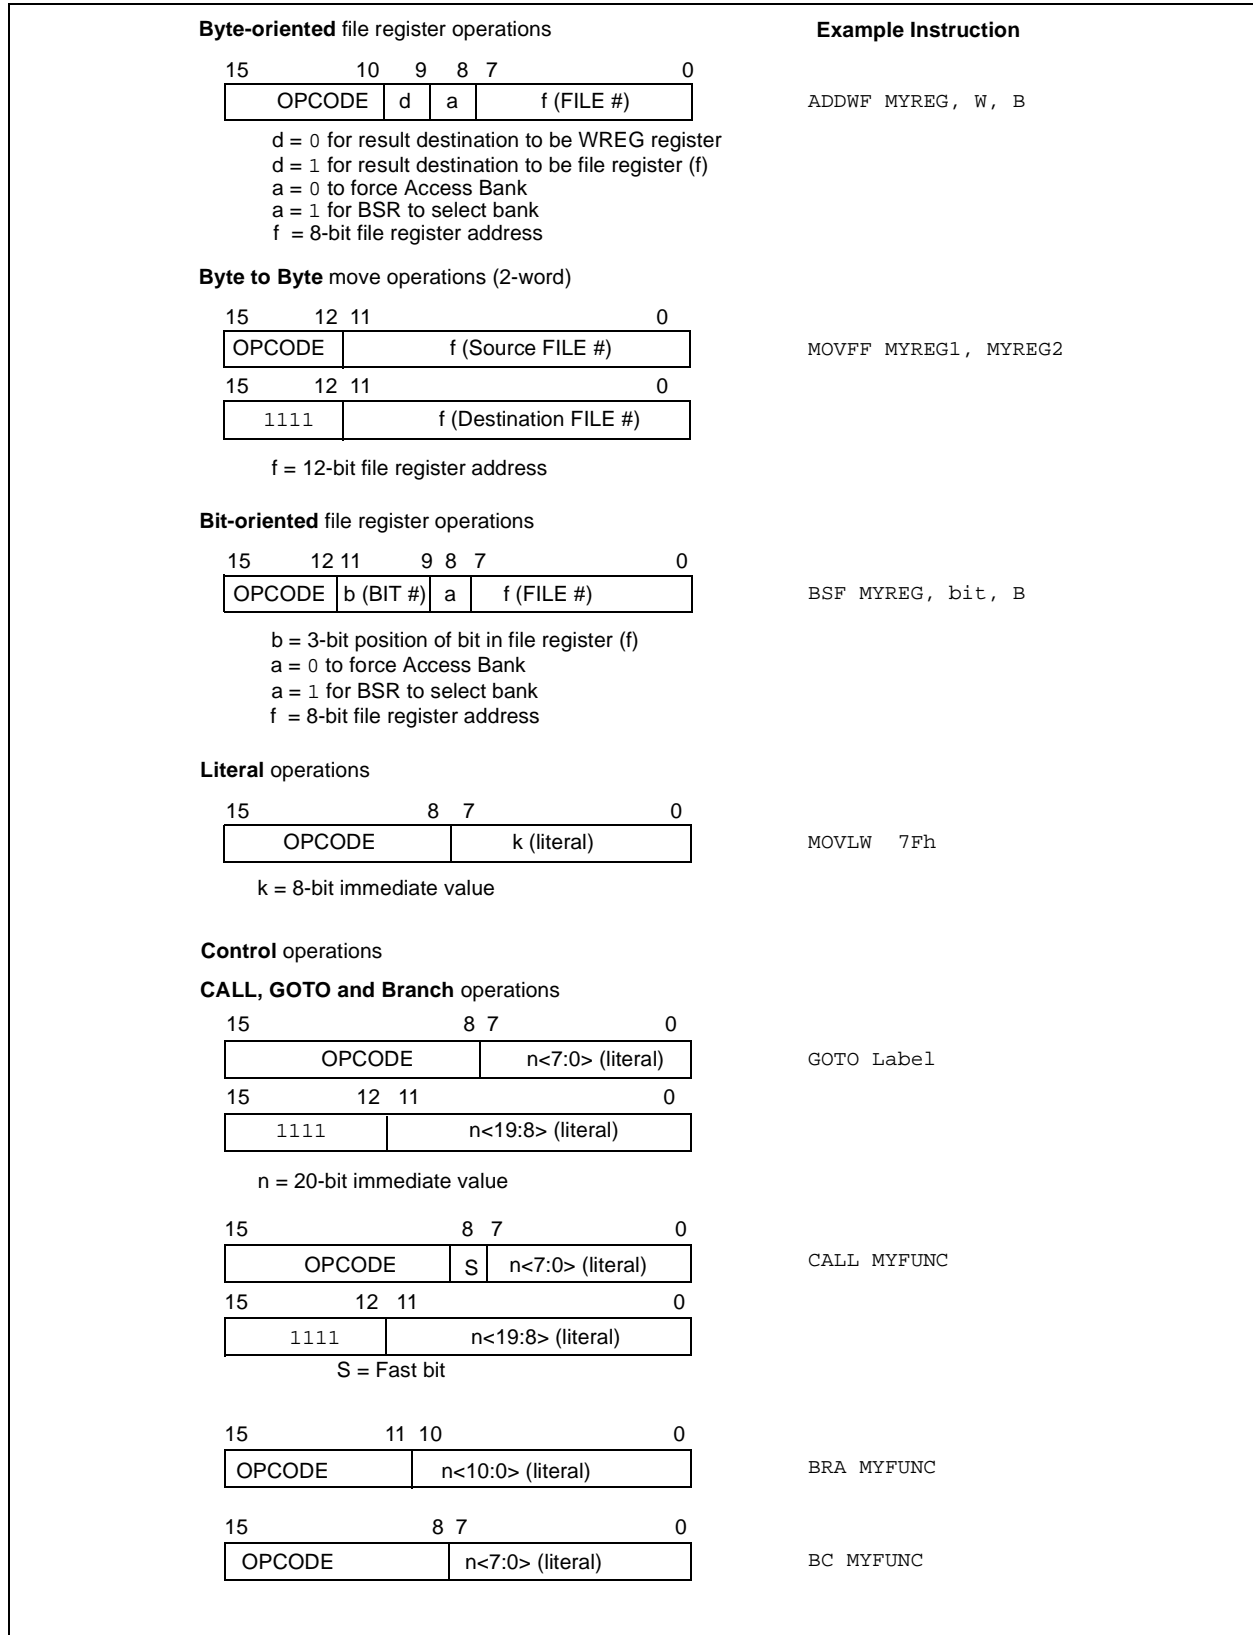 Byte-oriented file register operations Example Instruction
15 10 9 8 7 0
OPCODE d a f (FILE #) ADDWF MYREG, W, B
d = 0 for result destination to be WREG register
d = 1 for result destination to be file register (f)
a = 0 to force Access Bank
a = 1 for BSR to select bank
f = 8-bit file register address
Byte to Byte move operations (2-word)
15 12 11 0
OPCODE f (Source FILE #) MOVFF MYREG1, MYREG2
15 12 11 0
1111 f (Destination FILE #)
f = 12-bit file register address
Bit-oriented file register operations
15 12 11 9 8 7 0
OPCODE b (BIT #) a f (FILE #) BSF MYREG, bit, B
b = 3-bit position of bit in file register (f)
a = 0 to force Access Bank
a = 1 for BSR to select bank
f = 8-bit file register address
Literal operations
15 8 7 0
OPCODE k (literal) MOVLW 7Fh
k = 8-bit immediate value
Control operations
CALL, GOTO and Branch operations
15 8 7 0
OPCODE n<7:0> (literal) GOTO Label
15 12 11 0
1111 n<19:8> (literal)
n = 20-bit immediate value
15 8 7 0
OPCODE S n<7:0> (literal) CALL MYFUNC
15 12 11 0
1111 n<19:8> (literal)
S = Fast bit
15 11 10 0
OPCODE n<10:0> (literal) BRA MYFUNC
15 8 7 0
OPCODE n<7:0> (literal) BC MYFUNC